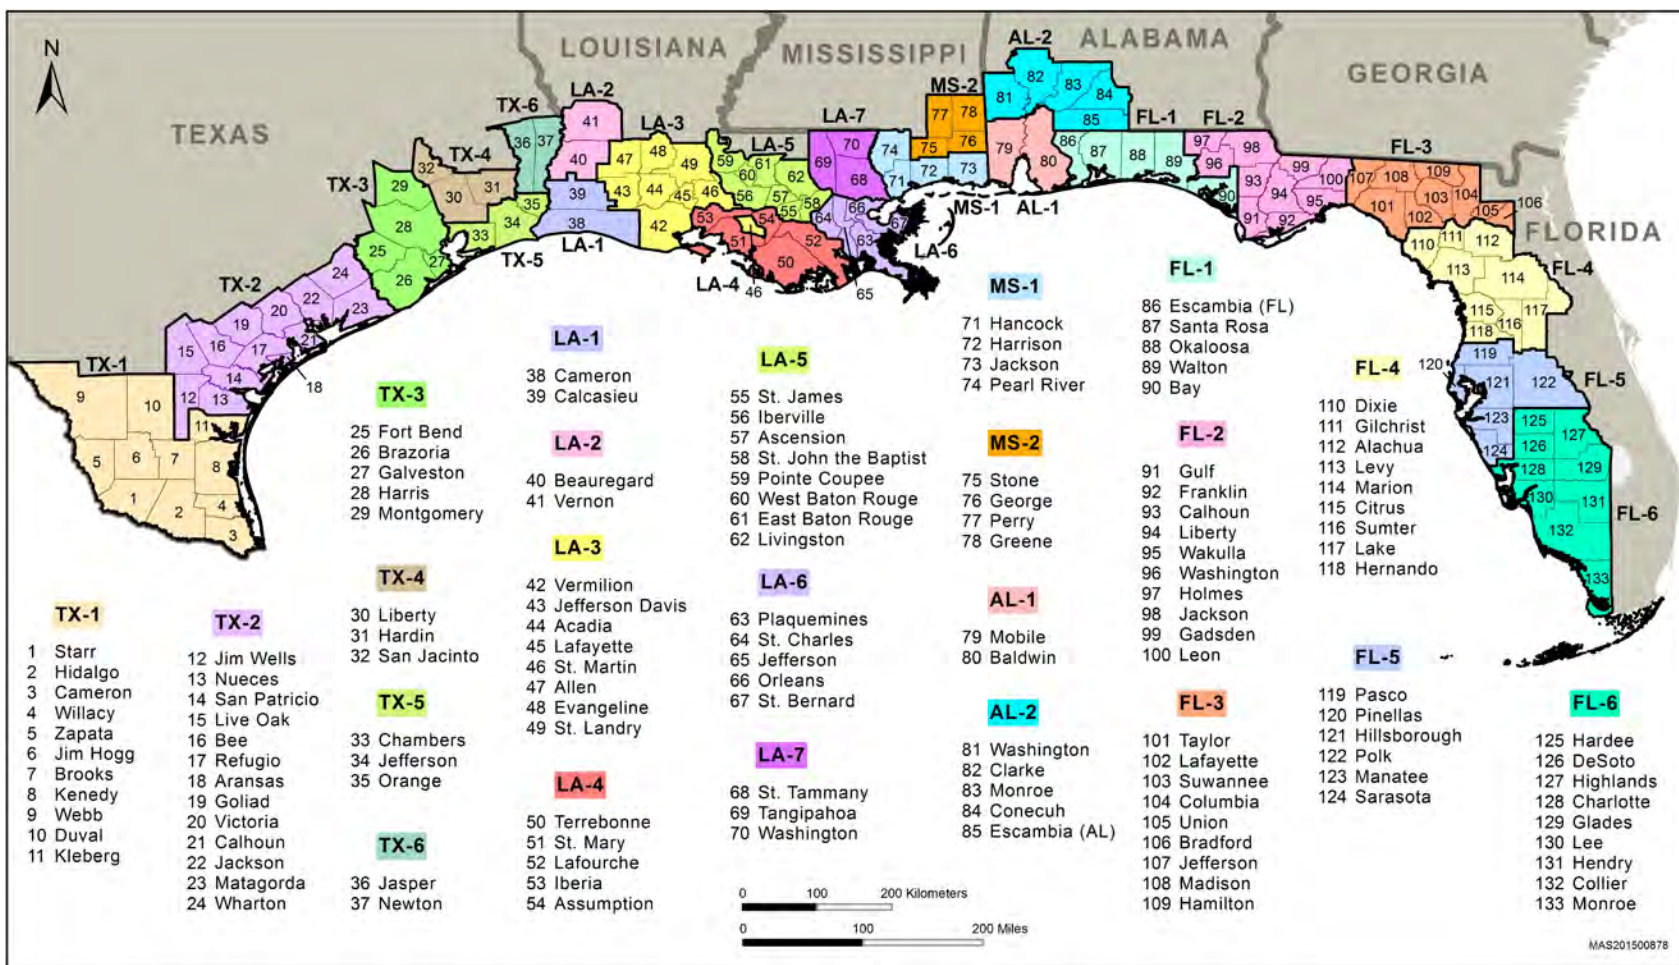 N
TEXAS
LOUISIANA
MISSISSIPPI
ALABAMA
GEORGIA
FLORIDA
TX-1
TX-2
TX-3
TX-4
TX-5
TX-6
LA-1
LA-2
LA-3
LA-4
LA-5
LA-6
LA-7
MS-1
MS-2
AL-1
AL-2
FL-1
FL-2
FL-3
FL-4
FL-5
FL-6
TX-1
1 Starr
2 Hidalgo
3 Cameron
4 Willacy
5 Zapata
6 Jim Hogg
7 Brooks
8 Kenedy
9 Webb
10 Duval
11 Kleberg
TX-2
12 Jim Wells
13 Nueces
14 San Patricio
15 Live Oak
16 Bee
17 Refugio
18 Aransas
19 Goliad
20 Victoria
21 Calhoun
22 Jackson
23 Matagorda
24 Wharton
TX-3
25 Fort Bend
26 Brazoria
27 Galveston
28 Harris
29 Montgomery
TX-4
30 Liberty
31 Hardin
32 San Jacinto
TX-5
33 Chambers
34 Jefferson
35 Orange
TX-6
36 Jasper
37 Newton
LA-1
38 Cameron
39 Calcasieu
LA-2
40 Beauregard
41 Vernon
LA-3
42 Vermilion
43 Jefferson Davis
44 Acadia
45 Lafayette
46 St. Martin
47 Allen
48 Evangeline
49 St. Landry
LA-4
50 Terrebonne
51 St. Mary
52 Lafourche
53 Iberia
54 Assumption
LA-5
55 St. James
56 Iberville
57 Ascension
58 St. John the Baptist
59 Pointe Coupee
60 West Baton Rouge
61 East Baton Rouge
62 Livingston
LA-6
63 Plaquemines
64 St. Charles
65 Jefferson
66 Orleans
67 St. Bernard
LA-7
68 St. Tammany
69 Tangipahoa
70 Washington
MS-1
71 Hancock
72 Harrison
73 Jackson
74 Pearl River
MS-2
75 Stone
76 George
77 Perry
78 Greene
AL-1
79 Mobile
80 Baldwin
AL-2
81 Washington
82 Clarke
83 Monroe
84 Conecuh
85 Escambia (AL)
FL-1
86 Escambia (FL)
87 Santa Rosa
88 Okaloosa
89 Walton
90 Bay
FL-2
91 Gulf
92 Franklin
93 Calhoun
94 Liberty
95 Wakulla
96 Washington
97 Holmes
98 Jackson
99 Gadsden
100 Leon
FL-3
101 Taylor
102 Lafayette
103 Suwannee
104 Columbia
105 Union
106 Bradford
107 Jefferson
108 Madison
109 Hamilton
FL-4
110 Dixie
111 Gilchrist
112 Alachua
113 Levy
114 Marion
115 Citrus
116 Sumter
117 Lake
118 Hernando
FL-5
119 Pasco
120 Pinellas
121 Hillsborough
122 Polk
123 Manatee
124 Sarasota
FL-6
125 Hardee
126 DeSoto
127 Highlands
128 Charlotte
129 Glades
130 Lee
131 Hendry
132 Collier
133 Monroe
0 100 200 Kilometers
0 100 200 Miles
MAS201500878